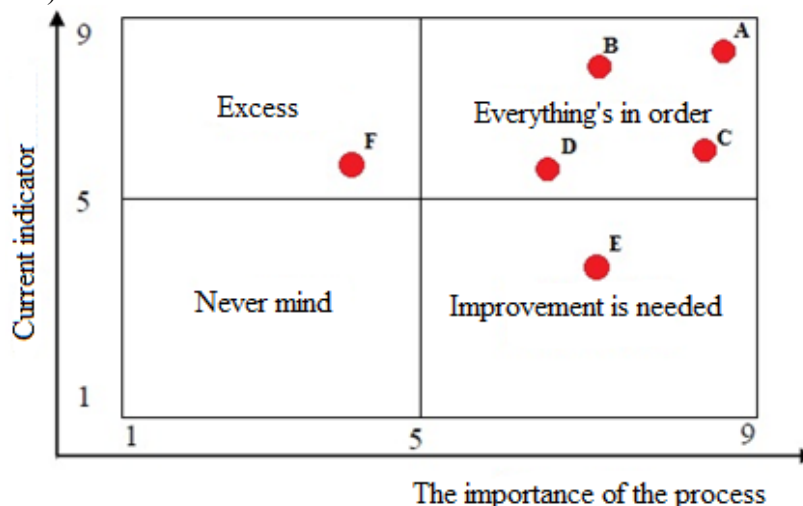 )
9
A
B
Excess
Everything's in order
F
D
C
Current indicator
5
E
Never mind
Improvement is needed
1
1
5
9
The importance of the process